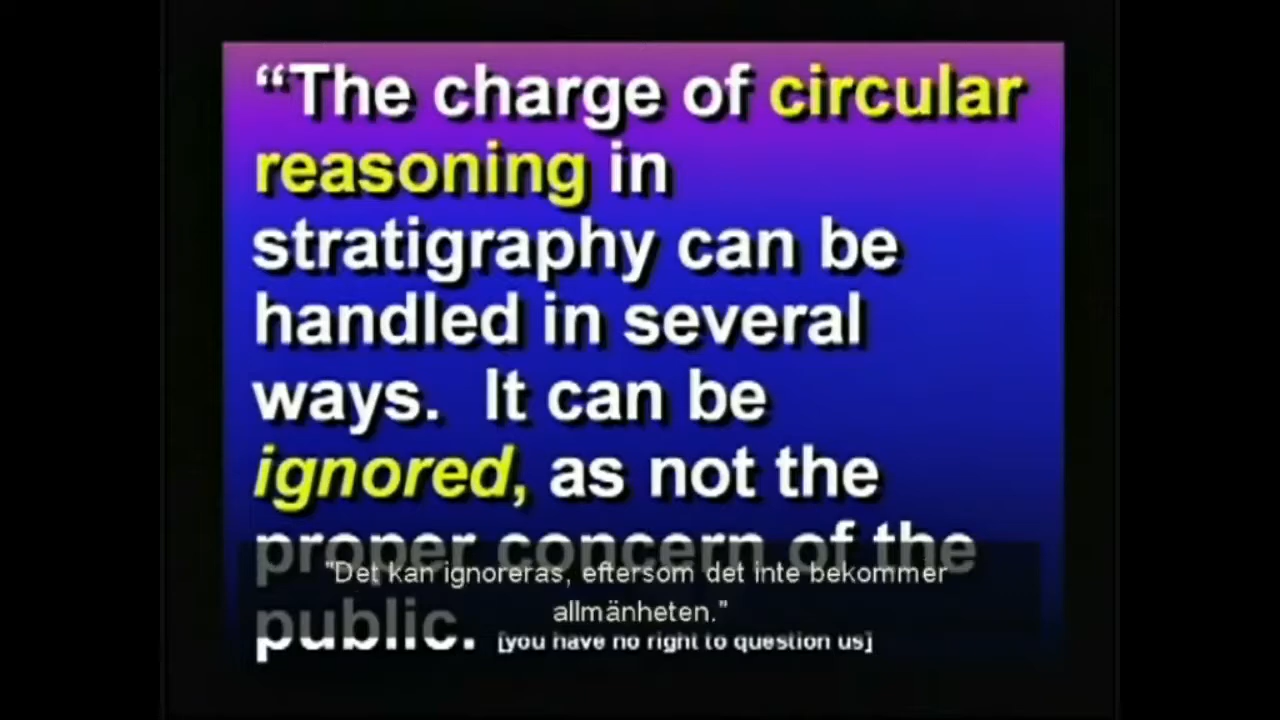 “The charge of circular
reasoning in
stratigraphy can be
handled in several
ways. It can be
ignored, as not the
proper concern of the
"Det kan ignoreras, eftersom det inte bekommer
allmänheten."
public. [you have no right to question us]